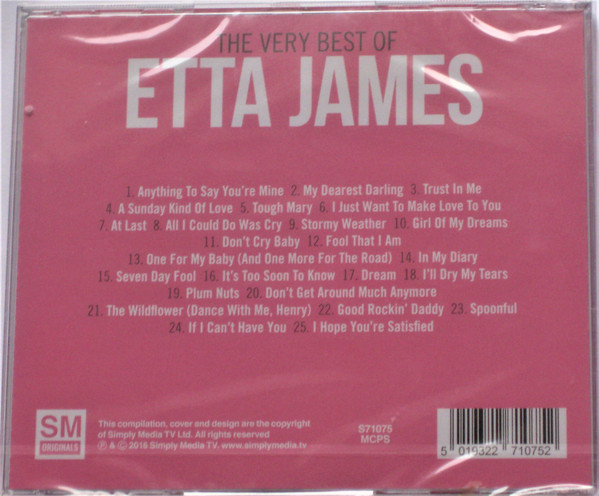 THE VERY BEST OF
ETTA JAMES
1. Anything To Say You're Mine 2. My Dearest Darling 3. Trust In Me
4. A Sunday Kind Of Love 5. Tough Mary 6. I Just Want To Make Love To You
7. At Last 8. All I Could Do Was Cry 9. Stormy Weather 10. Girl Of My Dreams
11. Don't Cry Baby 12. Fool That I Am
13. One For My Baby (And One More For The Road) 14. In My Diary
15. Seven Day Fool 16. It's Too Soon To Know 17. Dream 18. I'll Dry My Tears
19. Plum Nuts 20. Don't Get Around Much Anymore
21. The Wildflower (Dance With Me, Henry) 22. Good Rockin' Daddy 23. Spoonful
24. If I Can't Have You 25. I Hope You're Satisfied
SM
ORIGINALS
This compilation, cover and design are the copyright
of Simply Media TV Ltd. All rights reserved
℗ & © 2016 Simply Media TV. www.simplymedia.tv
S71075
MCPS
5 019322 710752